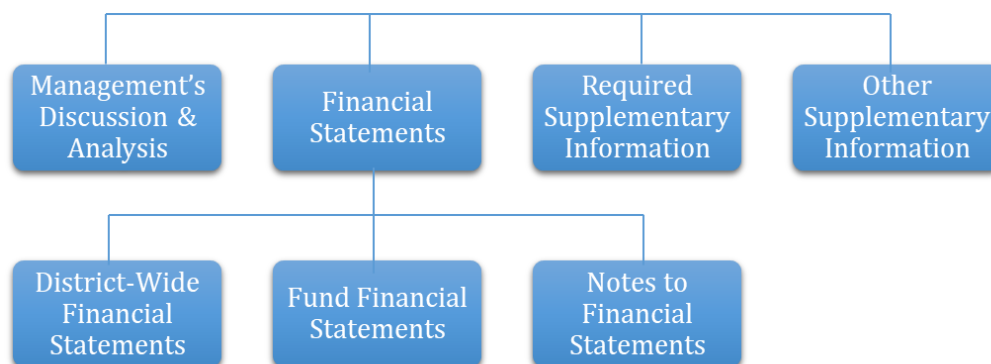 Management’s
Discussion &
Analysis
Financial
Statements
Required
Supplementary
Information
Other
Supplementary
Information
District-Wide
Financial
Statements
Fund Financial
Statements
Notes to
Financial
Statements